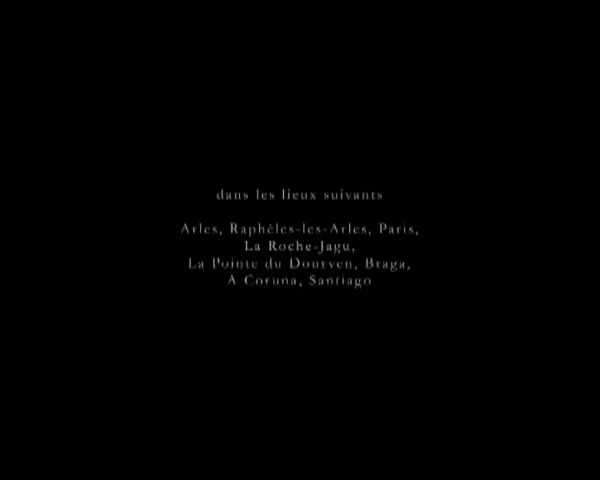 dans les lieux suivants
Arles, Raphèles-les-Arles, Paris,
La Roche-Jagu,
La Pointe du Dourven, Braga,
A Coruna, Santiago